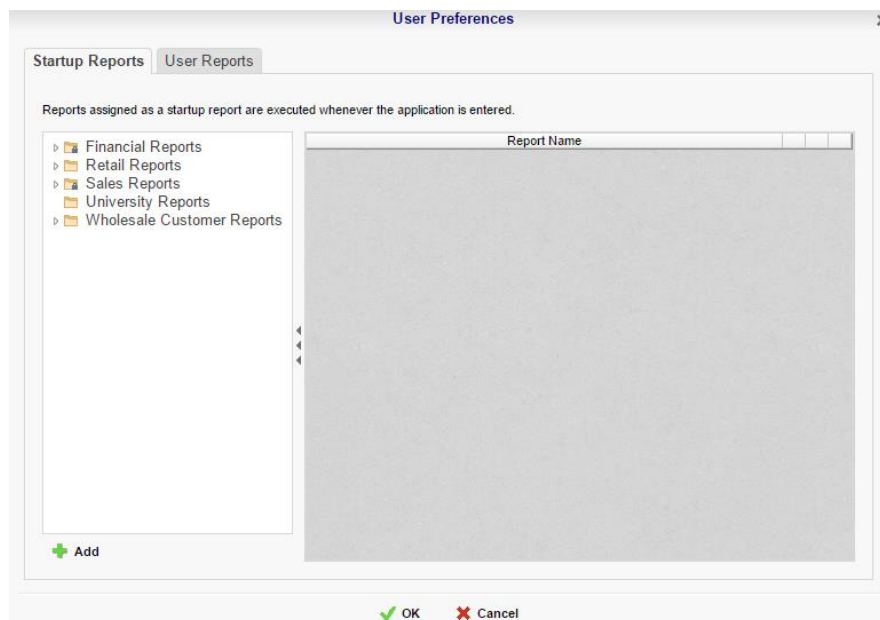 User Preferences
Startup Reports User Reports
Reports assigned as a startup report are executed whenever the application is entered.
Financial Reports
Retail Reports
Sales Reports
University Reports
Wholesale Customer Reports
Report Name
Add
OK Cancel